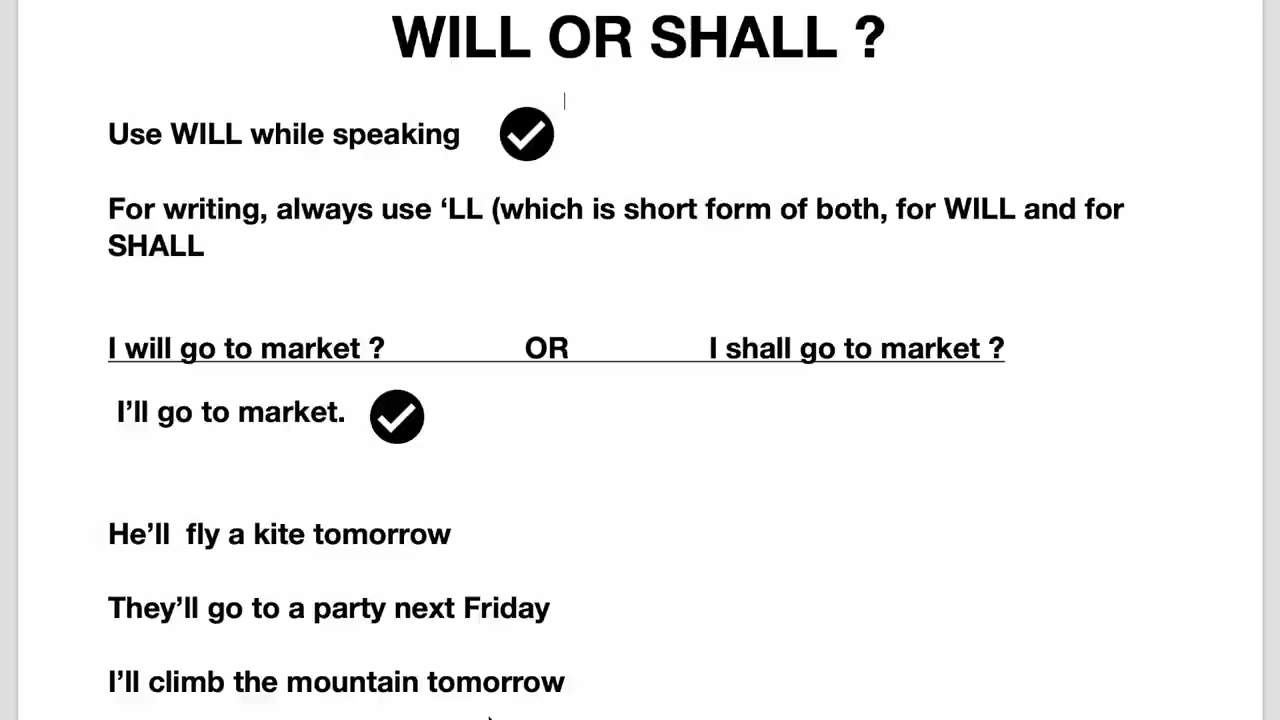 WILL OR SHALL ?
Use WILL while speaking
For writing, always use ‘LL (which is short form of both, for WILL and for
SHALL
I will go to market ? OR I shall go to market ?
I’ll go to market.
He’ll fly a kite tomorrow
They’ll go to a party next Friday
I’ll climb the mountain tomorrow